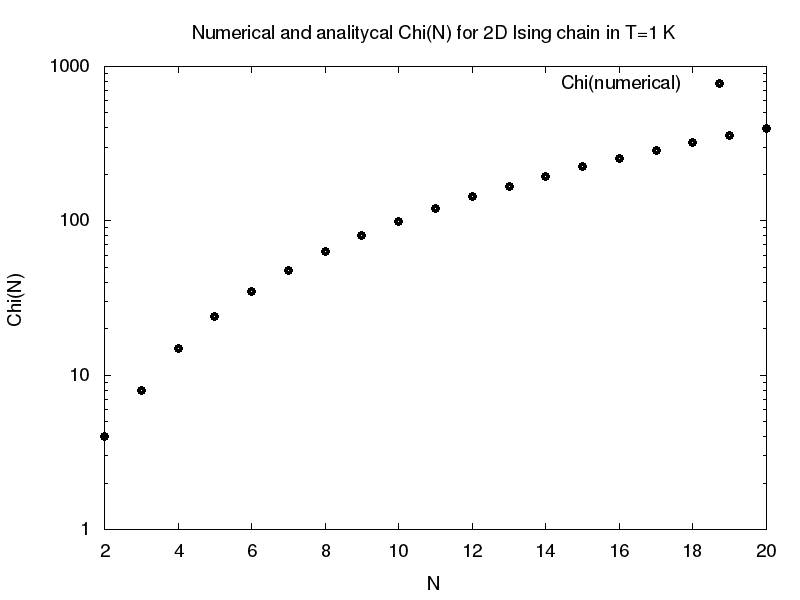 Numerical and analitycal Chi(N) for 2D Ising chain in T=1 K
1000
Chi(numerical)
100
Chi(N)
10
1
2 4 6 8 10 12 14 16 18 20
N